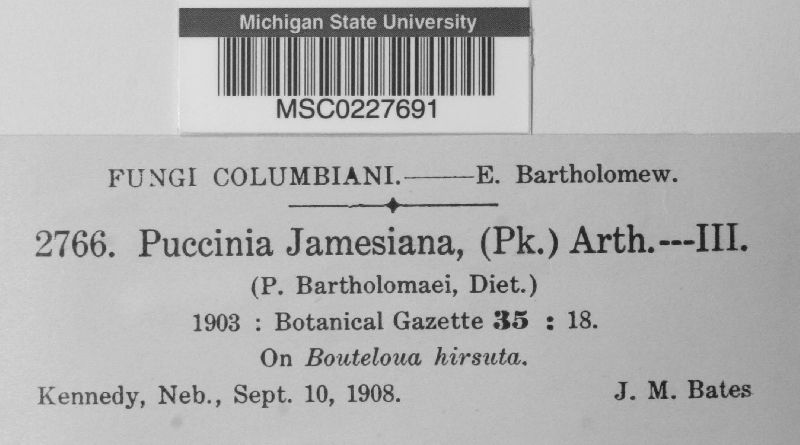 Michigan State University
MSC0227691
FUNGI COLUMBIANI.——E. Bartholomew.
2766. Puccinia Jamesiana, (Pk.) Arth.---III.
(P. Bartholomaei, Diet.)
1903 : Botanical Gazette 35 : 18.
On Bouteloua hirsuta.
Kennedy, Neb., Sept. 10, 1908. J. M. Bates